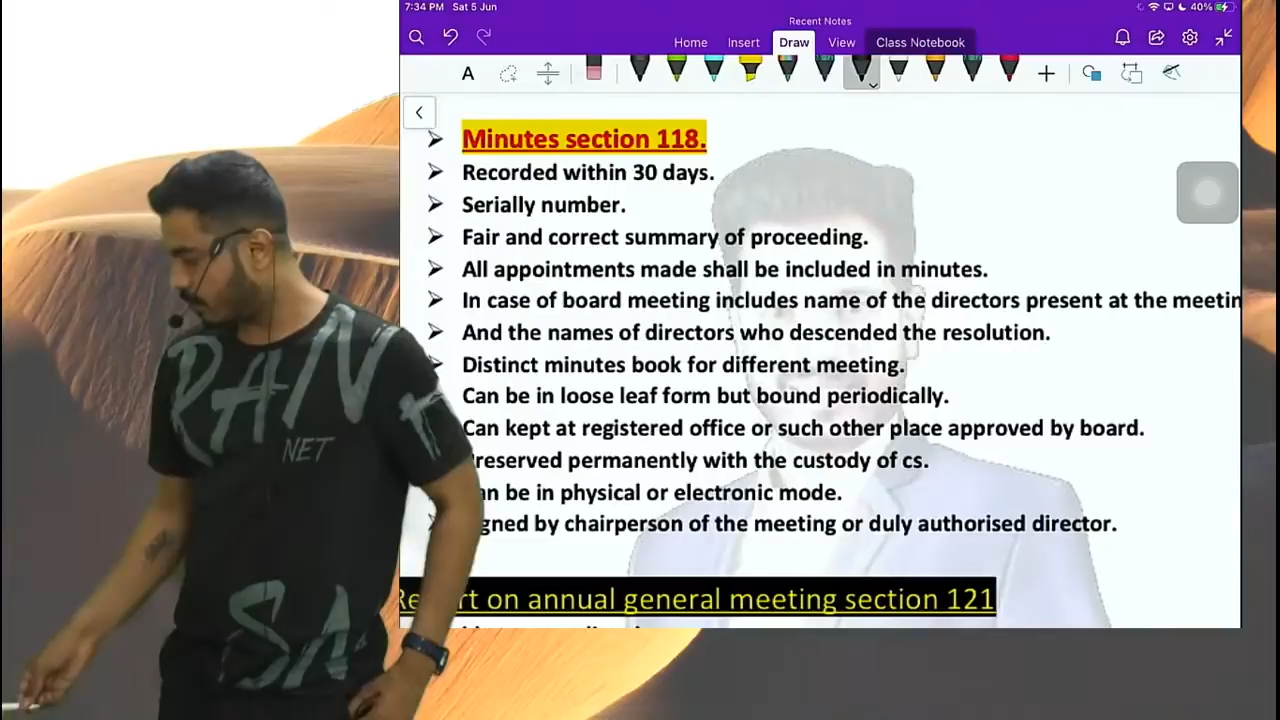 7:34 PM Sat 5 Jun
40%
Recent Notes
Home Insert Draw View Class Notebook
A
Minutes section 118.
Recorded within 30 days.
Serially number.
Fair and correct summary of proceeding.
All appointments made shall be included in minutes.
In case of board meeting includes name of the directors present at the meetin
And the names of directors who descended the resolution.
Distinct minutes book for different meeting.
Can be in loose leaf form but bound periodically.
Can kept at registered office or such other place approved by board.
reserved permanently with the custody of cs.
an be in physical or electronic mode.
gned by chairperson of the meeting or duly authorised director.
on annual general meeting section 121
RAN
NET
SA